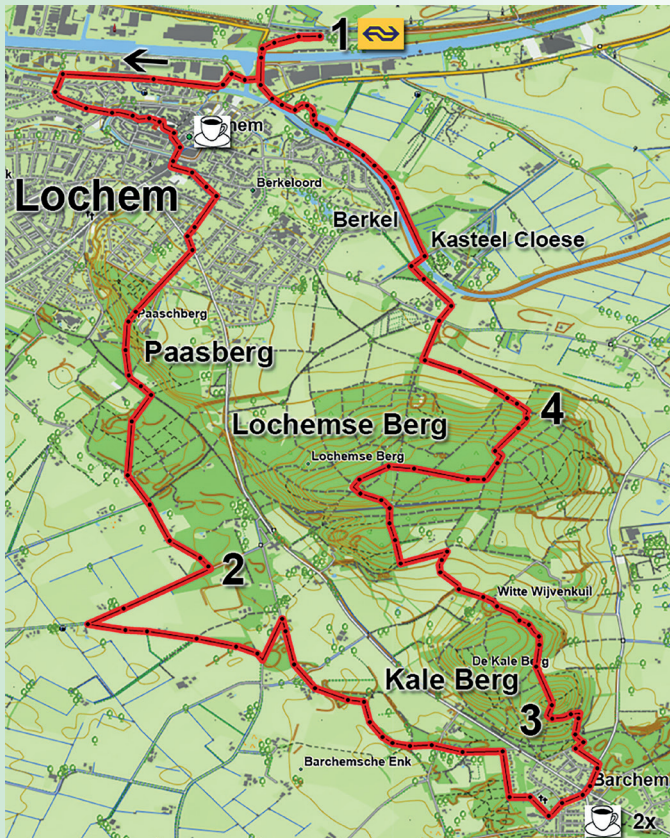 1
hem
Berkeloord
k
Lochem
Berkel
Kasteel Cloese
Paaschberg
Paasberg
4
Lochemse Berg
Lochemse Berg
2
Witte Wijvenkuil
De Kale Berg
Kale Berg
3
Barchemsche Enk
Barchem
2x